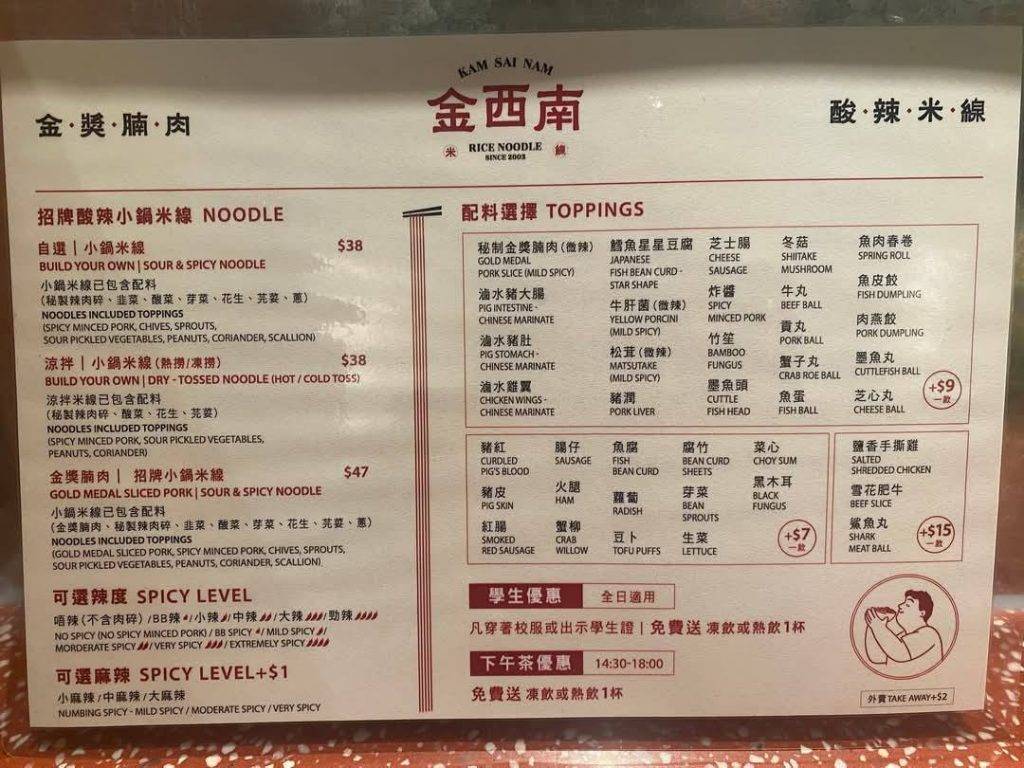 KAM SAI NAM
金·獎·腩·肉
金西南
酸·辣·米·線
米 RICE NOODLE 線
SINCE 2003
招牌酸辣小鍋米線 NOODLE
自選 | 小鍋米線 $38
BUILD YOUR OWN | SOUR & SPICY NOODLE
小鍋米線已包含配料
(秘製辣肉碎、韭菜、酸菜、芽菜、花生、芫荽、蔥)
NOODLES INCLUDED TOPPINGS
(SPICY MINCED PORK, CHIVES, SPROUTS,
SOUR PICKLED VEGETABLES, PEANUTS, CORIANDER, SCALLION)
涼拌 | 小鍋米線(熱撈/凍撈) $38
BUILD YOUR OWN | DRY - TOSSED NOODLE (HOT / COLD TOSS)
涼拌米線已包含配料
(秘製辣肉碎、酸菜、花生、芫荽)
NOODLES INCLUDED TOPPINGS
(SPICY MINCED PORK, SOUR PICKLED VEGETABLES,
PEANUTS, CORIANDER)
金獎腩肉 | 招牌小鍋米線 $47
GOLD MEDAL SLICED PORK | SOUR & SPICY NOODLE
小鍋米線已包含配料
(金獎腩肉、秘製辣肉碎、韭菜、酸菜、芽菜、花生、芫荽、蔥)
NOODLES INCLUDED TOPPINGS
(GOLD MEDAL SLICED PORK, SPICY MINCED PORK, CHIVES, SPROUTS,
SOUR PICKLED VEGETABLES, PEANUTS, CORIANDER, SCALLION)
可選辣度 SPICY LEVEL
唔辣(不含肉碎)/BB辣/小辣/中辣/大辣/勁辣
NO SPICY (NO SPICY MINCED PORK) / BB SPICY / MILD SPICY /
MORDERATE SPICY / VERY SPICY / EXTREMELY SPICY
可選麻辣 SPICY LEVEL+$1
小麻辣/中麻辣/大麻辣
NUMBING SPICY - MILD SPICY / MODERATE SPICY / VERY SPICY
配料選擇 TOPPINGS
秘制金獎腩肉(微辣)
GOLD MEDAL
PORK SLICE (MILD SPICY)
滷水豬大腸
PIG INTESTINE -
CHINESE MARINATE
滷水豬肚
PIG STOMACH -
CHINESE MARINATE
滷水雞翼
CHICKEN WINGS -
CHINESE MARINATE
鱈魚星星豆腐
JAPANESE
FISH BEAN CURD -
STAR SHAPE
牛肝菌(微辣)
YELLOW PORCINI
(MILD SPICY)
松茸(微辣)
MATSUTAKE
(MILD SPICY)
豬潤
PORK LIVER
芝士腸
CHEESE
SAUSAGE
炸醬
SPICY
MINCED PORK
竹笙
BAMBOO
FUNGUS
墨魚頭
CUTTLE
FISH HEAD
冬菇
SHIITAKE
MUSHROOM
牛丸
BEEF BALL
貢丸
PORK BALL
蟹子丸
CRAB ROE BALL
魚蛋
FISH BALL
魚肉春卷
SPRING ROLL
魚皮餃
FISH DUMPLING
肉燕餃
PORK DUMPLING
墨魚丸
CUTTLEFISH BALL
芝心丸
CHEESE BALL
+$9
一款
豬紅
CURDLED
PIG'S BLOOD
豬皮
PIG SKIN
紅腸
SMOKED
RED SAUSAGE
腸仔
SAUSAGE
火腿
HAM
蟹柳
CRAB
WILLOW
魚腐
FISH
BEAN CURD
蘿蔔
RADISH
豆卜
TOFU PUFFS
腐竹
BEAN CURD
SHEETS
芽菜
BEAN
SPROUTS
生菜
LETTUCE
菜心
CHOY SUM
黑木耳
BLACK
FUNGUS
+$7
一款
鹽香手撕雞
SALTED
SHREDDED CHICKEN
雪花肥牛
BEEF SLICE
鯊魚丸
SHARK
MEAT BALL
+$15
一款
學生優惠 全日適用
凡穿著校服或出示學生證 | 免費送 凍飲或熱飲1杯
下午茶優惠 14:30-18:00
免費送 凍飲或熱飲1杯
外賣 TAKE AWAY+$2